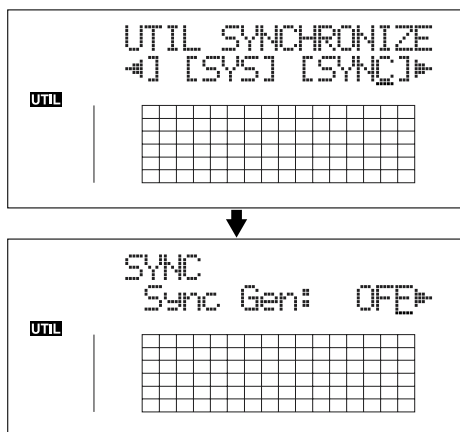 UTIL SYNCHRONIZE
◄] [SYS] [SYNC]►
UTIL
SYNC
Sync Gen: OFF►
UTIL